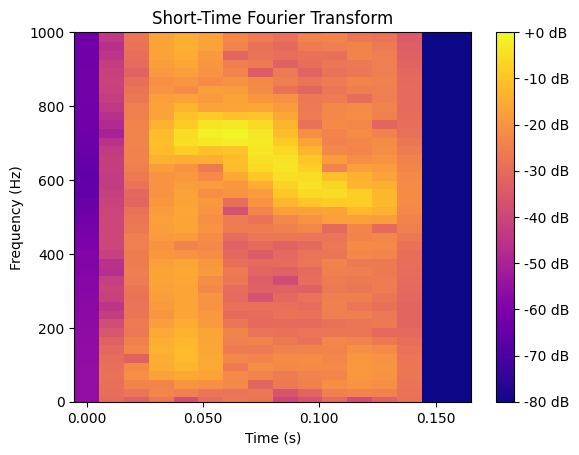 Short-Time Fourier Transform
1000
800
600
400
200
0
Frequency (Hz)
0.000
0.050
0.100
0.150
Time (s)
+0 dB
-10 dB
-20 dB
-30 dB
-40 dB
-50 dB
-60 dB
-70 dB
-80 dB